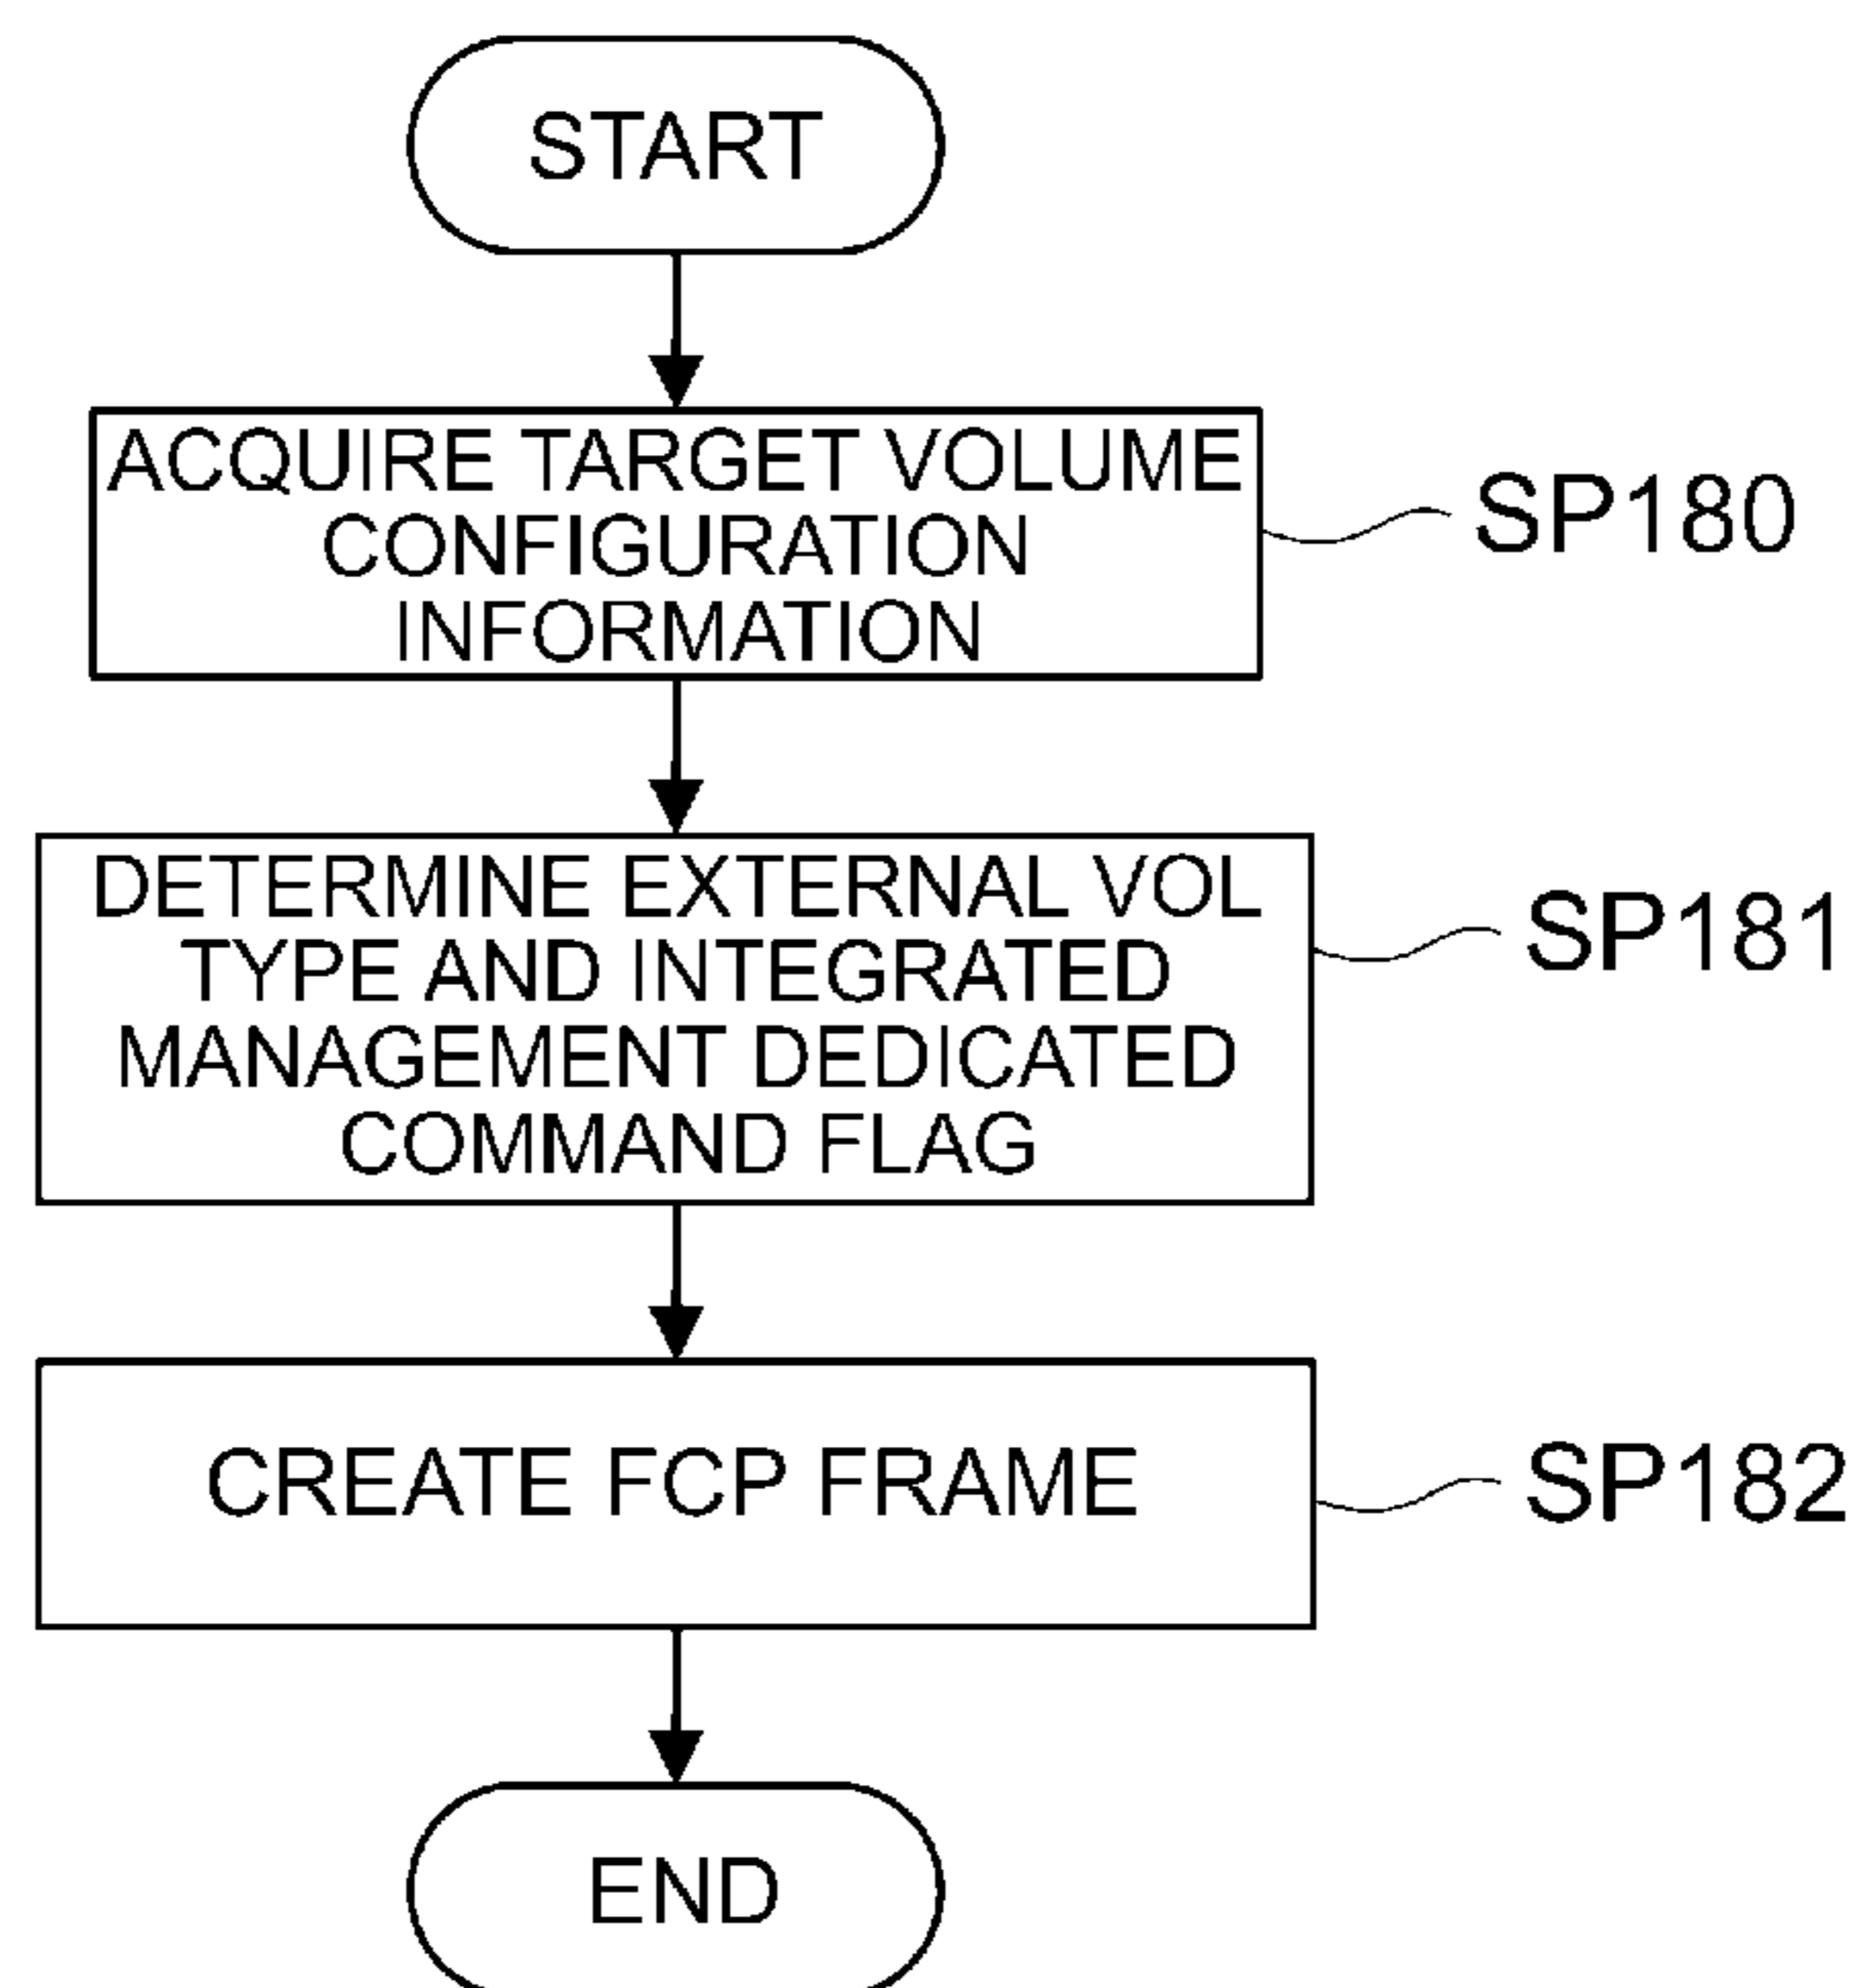 START
ACQUIRE TARGET VOLUME
CONFIGURATION
INFORMATION
SP180
DETERMINE EXTERNAL VOL
TYPE AND INTEGRATED
MANAGEMENT DEDICATED
COMMAND FLAG
SP181
CREATE FCP FRAME
SP182
END